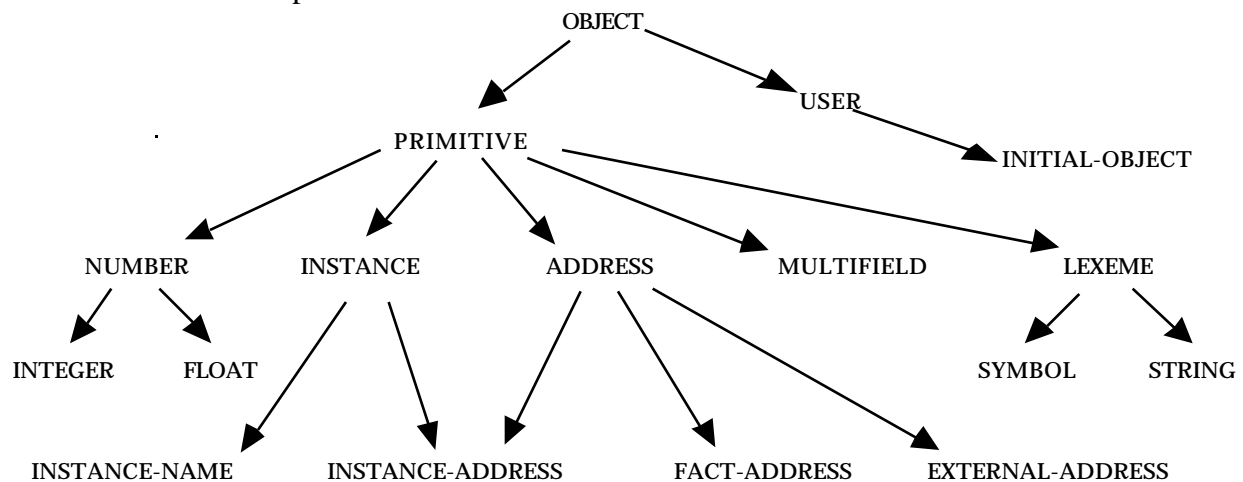 OBJECT
USER
PRIMITIVE
INITIAL-OBJECT
NUMBER INSTANCE ADDRESS MULTIFIELD LEXEME
INTEGER FLOAT SYMBOL STRING
INSTANCE-NAME INSTANCE-ADDRESS FACT-ADDRESS EXTERNAL-ADDRESS